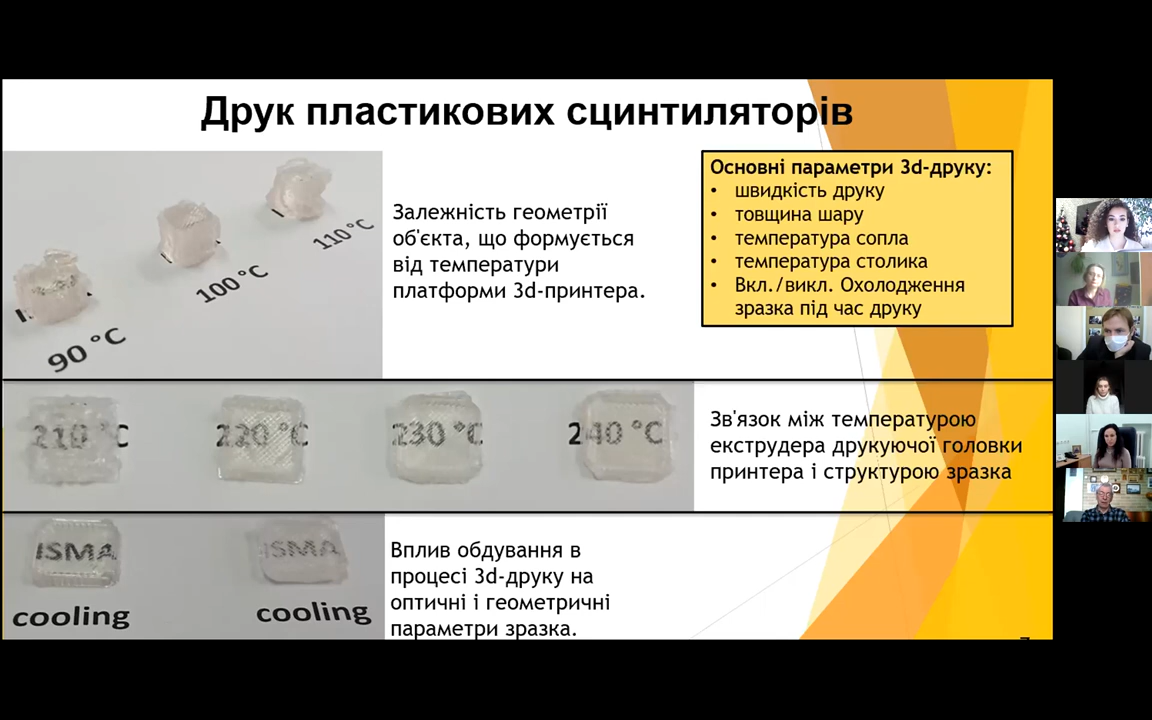 Друк пластикових сцинтиляторів
90 °C
100 °C
110 °C
Залежність геометрії
об'єкта, що формується
від температури
платформи 3d-принтера.
Основні параметри 3d-друку:
• швидкість друку
• товщина шару
• температура сопла
• температура столика
• Вкл./викл. Охолодження
зразка під час друку
210 °C
220 °C
230 °C
240 °C
Зв'язок між температурою
екструдера друкуючої головки
принтера і структурою зразка
ISMA
ISMA
cooling
cooling
Вплив обдування в
процесі 3d-друку на
оптичні і геометричні
параметри зразка.